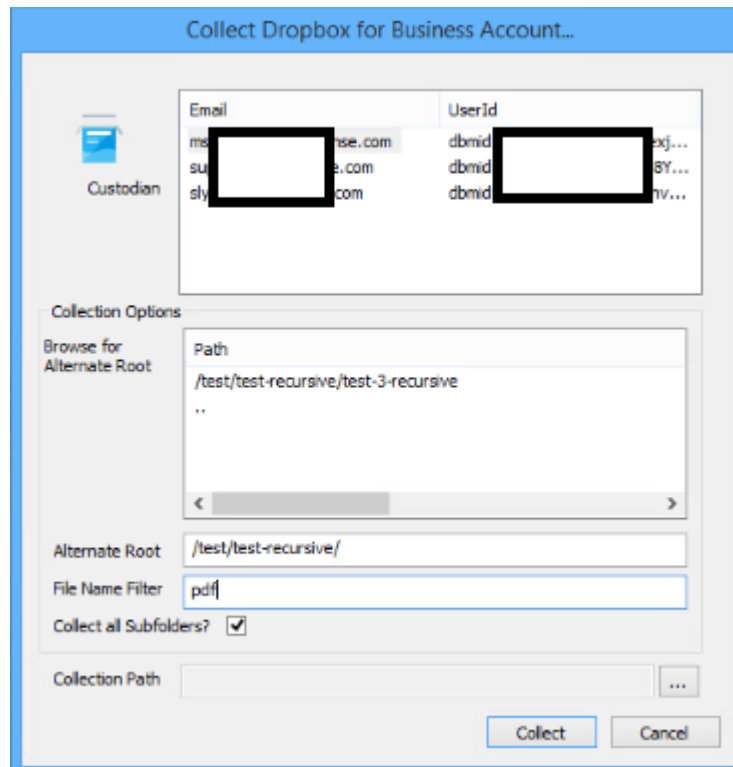 Collect Dropbox for Business Account...
Email UserId
Custodian
ms nse.com dbmid exj...
su e.com dbmid 8Y...
sly com dbmid hv...
Collection Options
Browse for
Alternate Root
Path
/test/test-recursive/test-3-recursive
..
Alternate Root /test/test-recursive/
File Name Filter pdf
Collect all Subfolders?
Collection Path ...
Collect Cancel